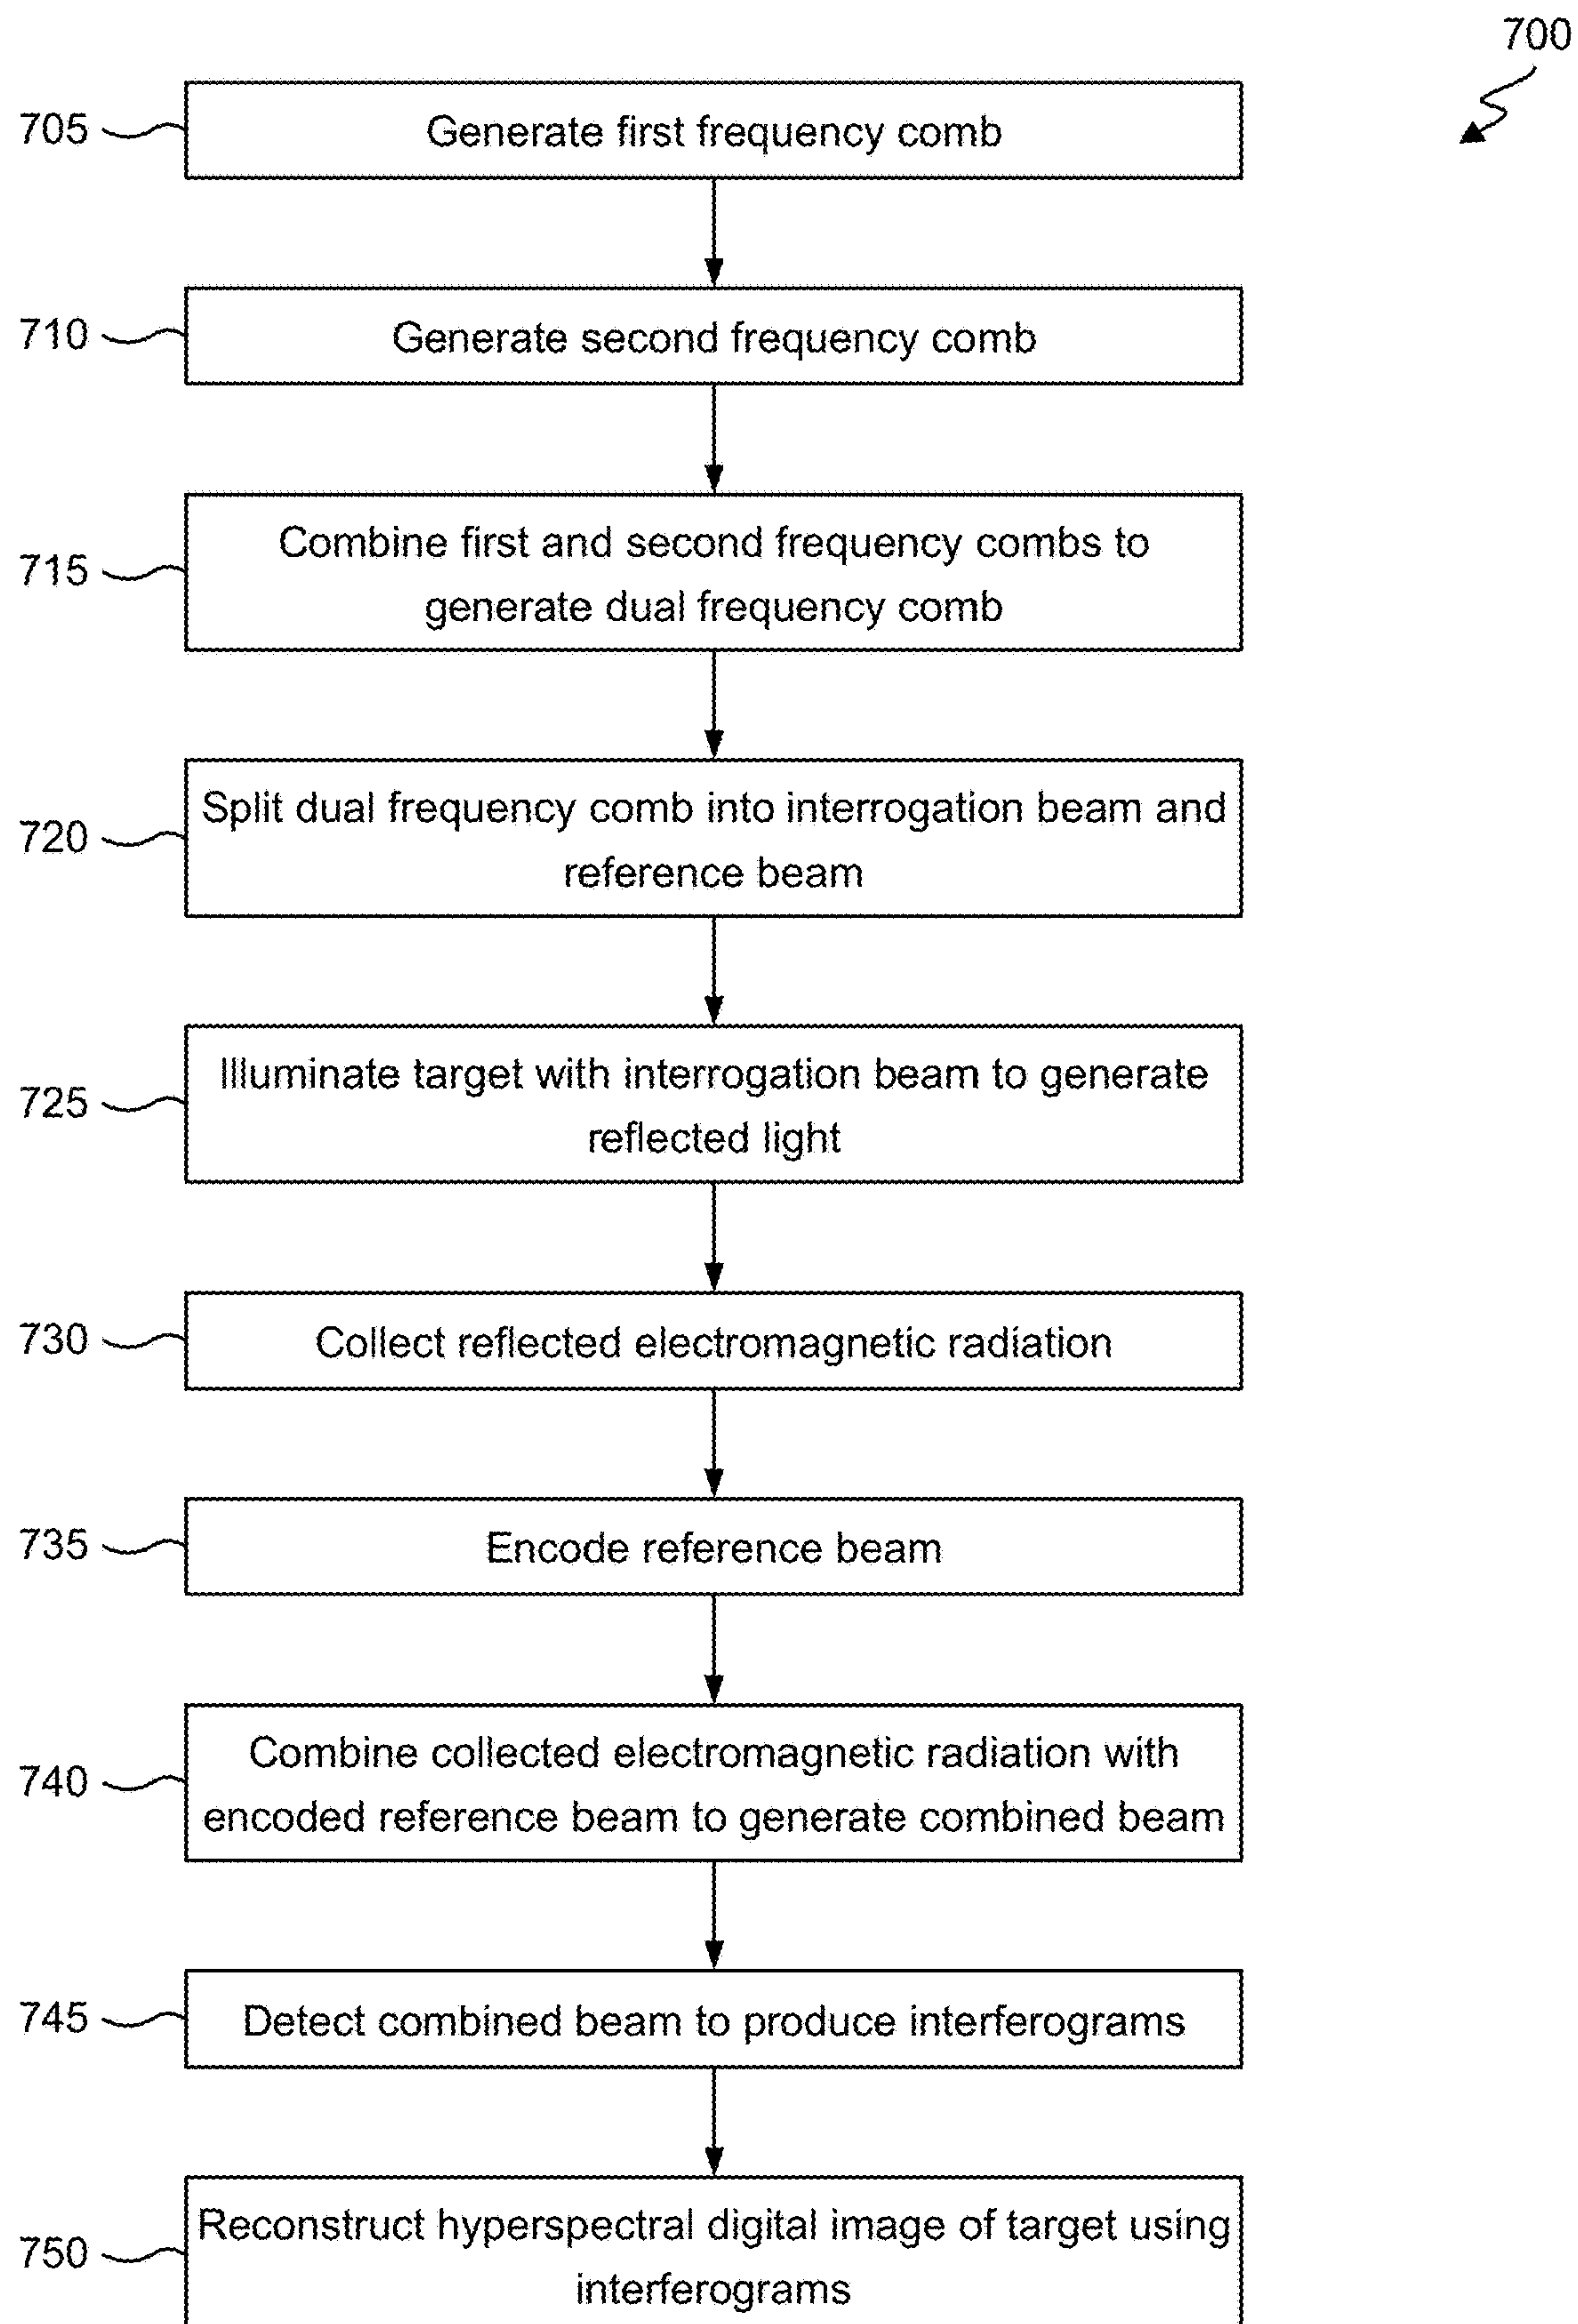 700
705
Generate first frequency comb
710
Generate second frequency comb
715
Combine first and second frequency combs to
generate dual frequency comb
720
Split dual frequency comb into interrogation beam and
reference beam
725
Illuminate target with interrogation beam to generate
reflected light
730
Collect reflected electromagnetic radiation
735
Encode reference beam
740
Combine collected electromagnetic radiation with
encoded reference beam to generate combined beam
745
Detect combined beam to produce interferograms
750
Reconstruct hyperspectral digital image of target using
interferograms